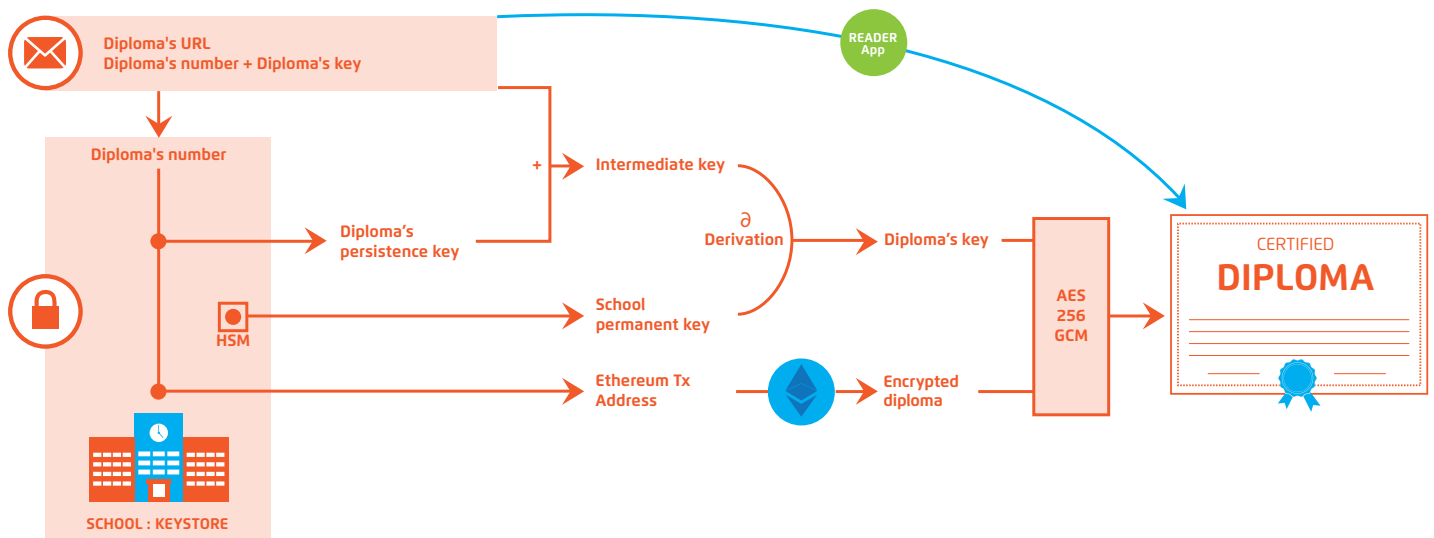 Diploma's URL
Diploma's number + Diploma's key
READER
App
Diploma's number
+
Intermediate key
Diploma's
persistence key
∂
Derivation
Diploma's key
School
permanent key
HSM
AES
256
GCM
CERTIFIED
DIPLOMA
Ethereum Tx
Address
Encrypted
diploma
SCHOOL : KEYSTORE